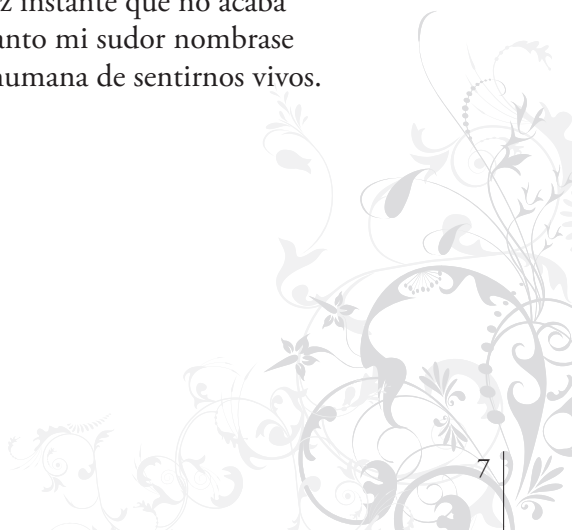 z instante que no acaba
anto mi sudor nombrase
humana de sentirnos vivos.
7